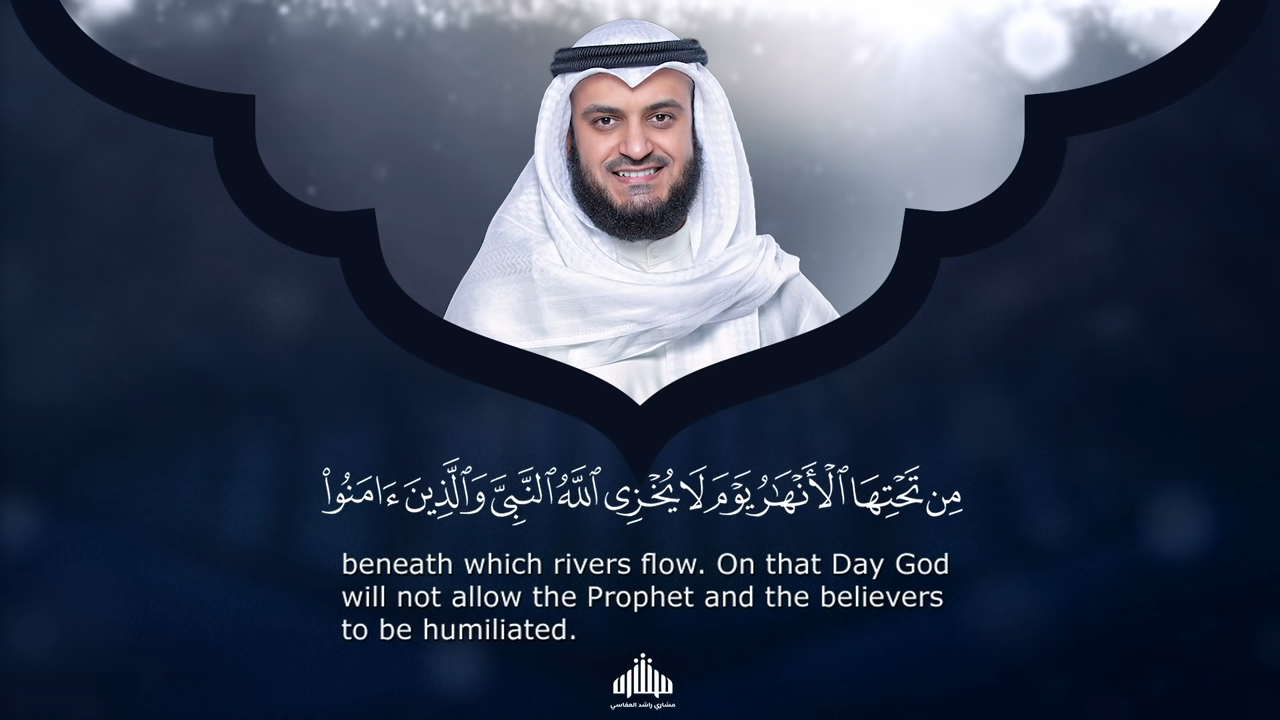 مِن تَحْتِهَا ٱلْأَنْهَٰرُ يَوْمَ لَا يُخْزِى ٱللَّهُ ٱلنَّبِىَّ وَٱلَّذِينَ ءَامَنُوا۟
beneath which rivers flow. On that Day God
will not allow the Prophet and the believers
to be humiliated.
مشاري راشد العفاسي